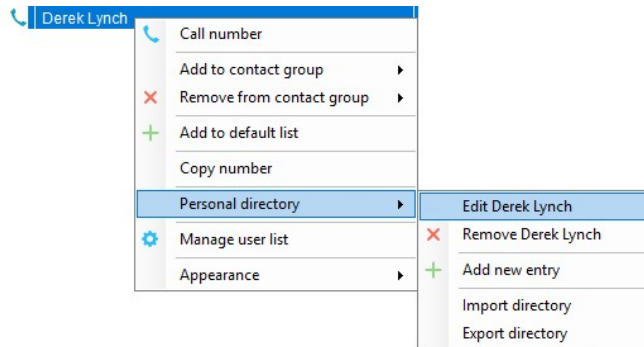 Derek Lynch
Call number
Add to contact group
Remove from contact group
Add to default list
Copy number
Personal directory
Manage user list
Appearance
Edit Derek Lynch
Remove Derek Lynch
Add new entry
Import directory
Export directory